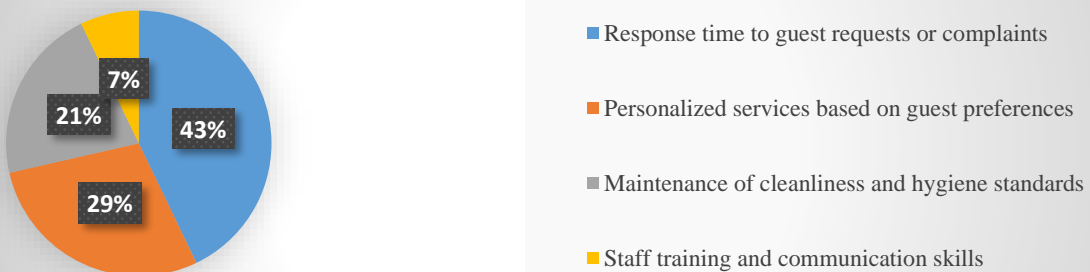 7%
21%
43%
29%
Response time to guest requests or complaints
Personalized services based on guest preferences
Maintenance of cleanliness and hygiene standards
Staff training and communication skills